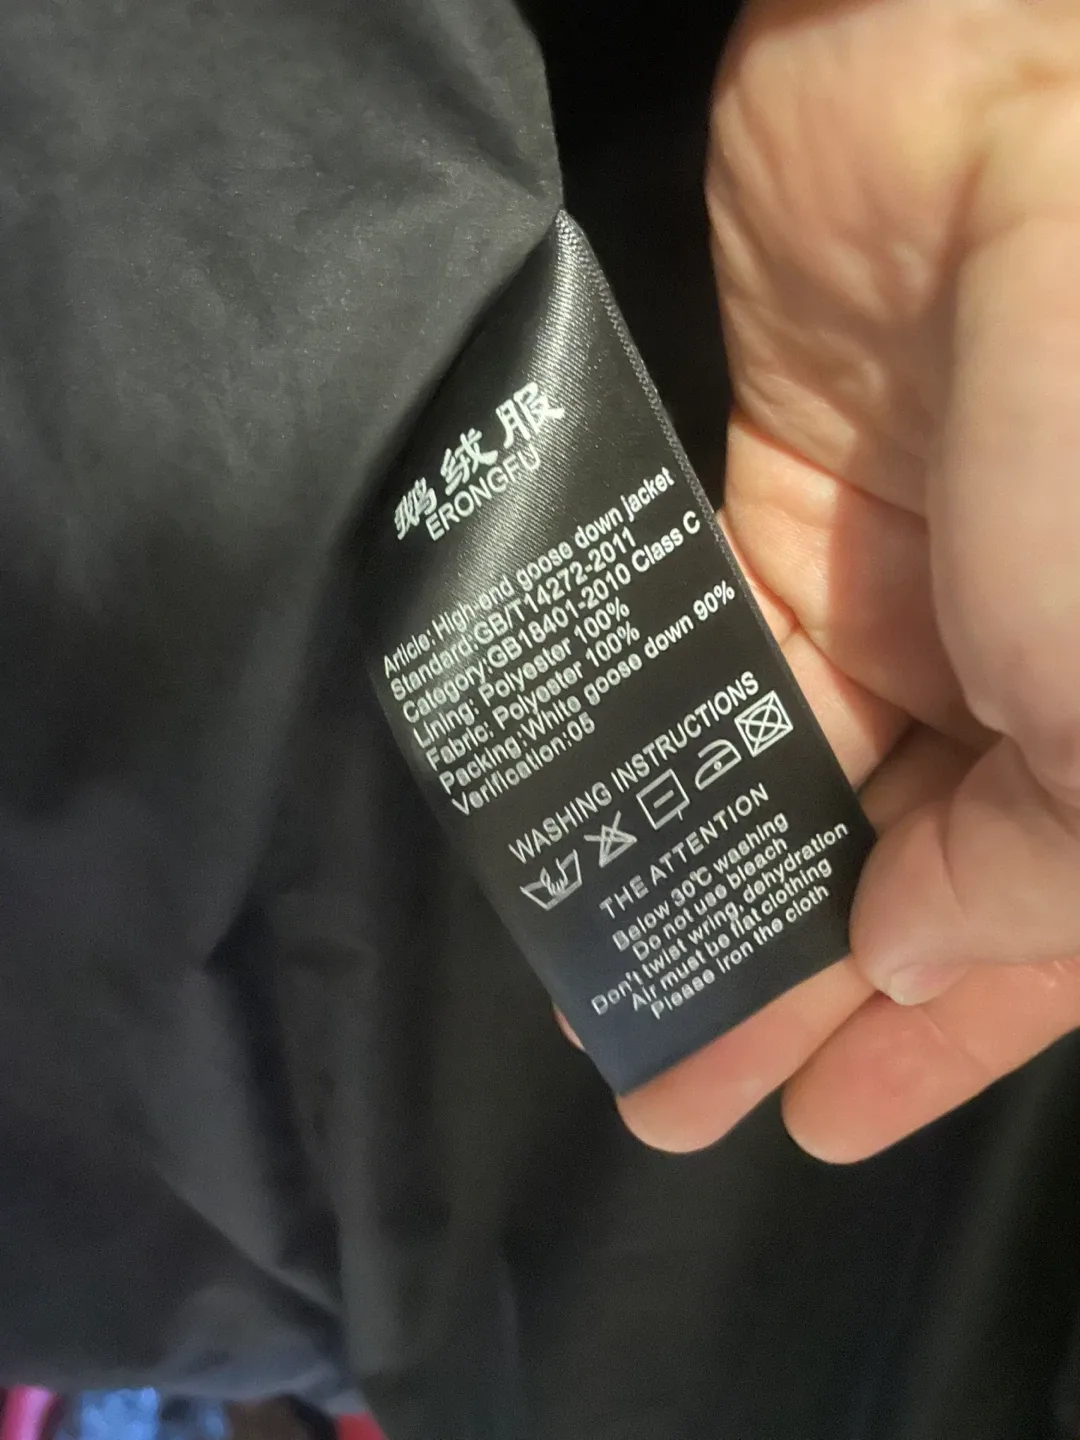 鹅绒服
ERONGFU
Article: High-end goose down jacket
Standard:GB/T14272-2011
Category:GB18401-2010 Class C
Lining: Polyester 100%
Fabric: Polyester 100%
Packing:White goose down 90%
Verification:05
WASHING INSTRUCTIONS
THE ATTENTION
Below 30℃ washing
Do not use bleach
Don't twist wring, dehydration
Air must be flat clothing
Please iron the cloth